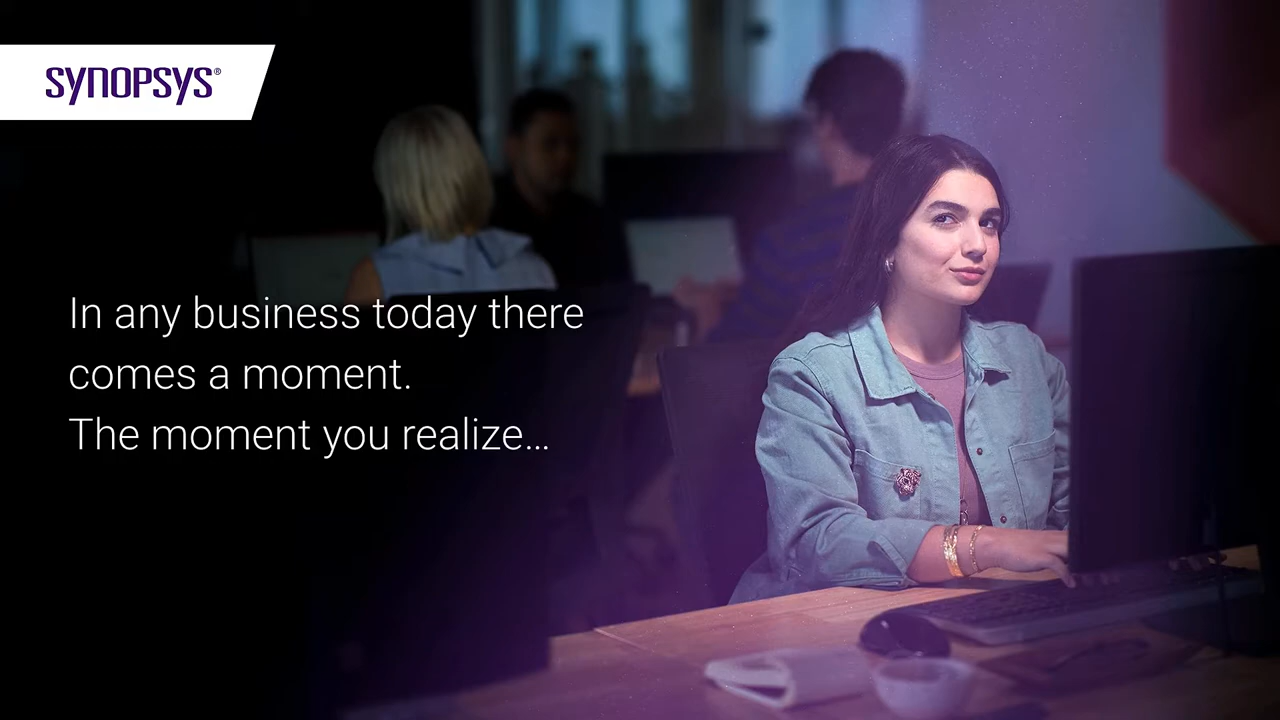 SYNOPSYS®
In any business today there
comes a moment.
The moment you realize…